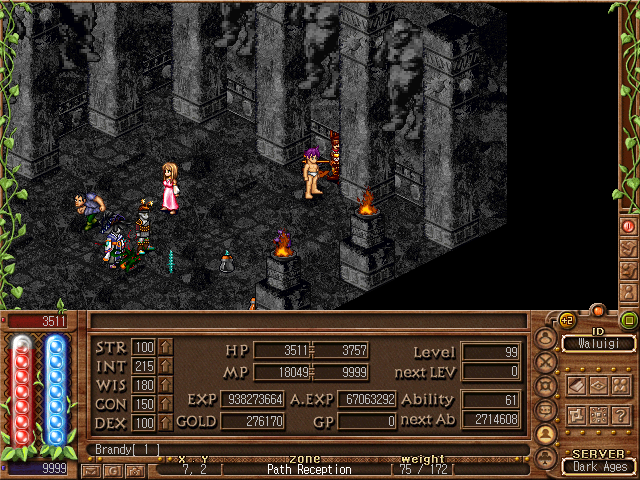 3511
9999
STR 100
INT 215
WIS 180
CON 150
DEX 100
HP 3511 3757
MP 18049 9999
EXP 938273664 A.EXP 67063292
GOLD 276170 GP 0
Level 99
next LEV 0
Ability 61
next Ab 2714608
Brandy[ 1 ]
x . y zone weight
7, 2 Path Reception 75 / 172
+2
ID
Waluigi
?
SERVER
Dark Ages
G